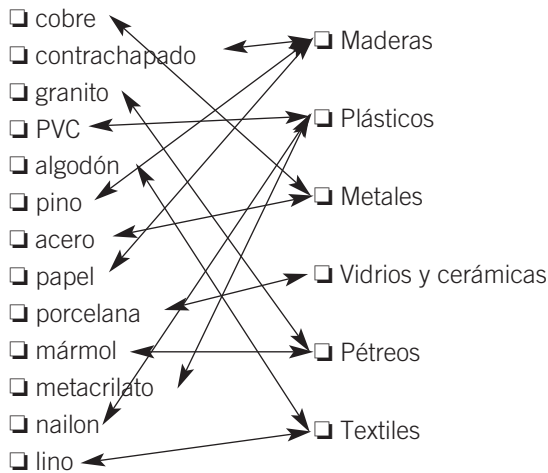 ❏ cobre
❏ contrachapado
❏ granito
❏ PVC
❏ algodón
❏ pino
❏ acero
❏ papel
❏ porcelana
❏ mármol
❏ metacrilato
❏ nailon
❏ lino
❏ Maderas
❏ Plásticos
❏ Metales
❏ Vidrios y cerámicas
❏ Pétreos
❏ Textiles